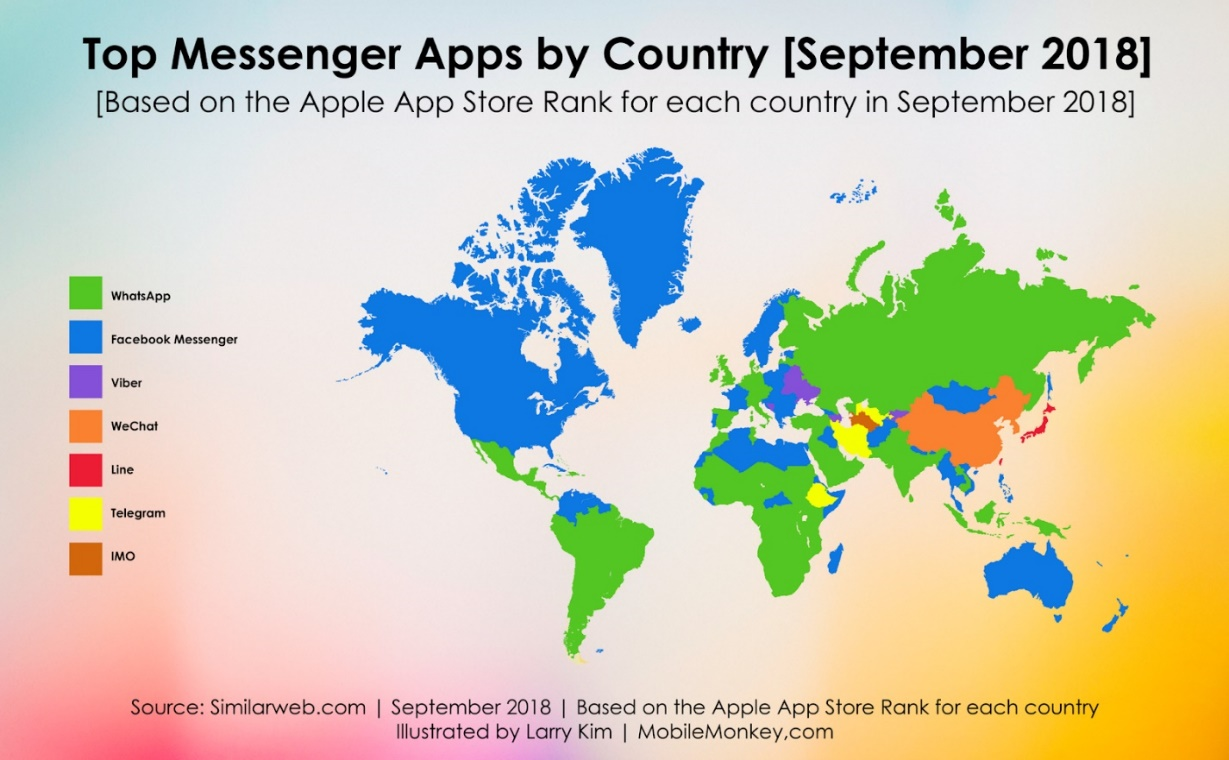 Top Messenger Apps by Country [September 2018]
[Based on the Apple App Store Rank for each country in September 2018]
WhatsApp
Facebook Messenger
Viber
WeChat
Line
Telegram
IMO
Source: Similarweb.com | September 2018 | Based on the Apple App Store Rank for each country
Illustrated by Larry Kim | MobileMonkey.com